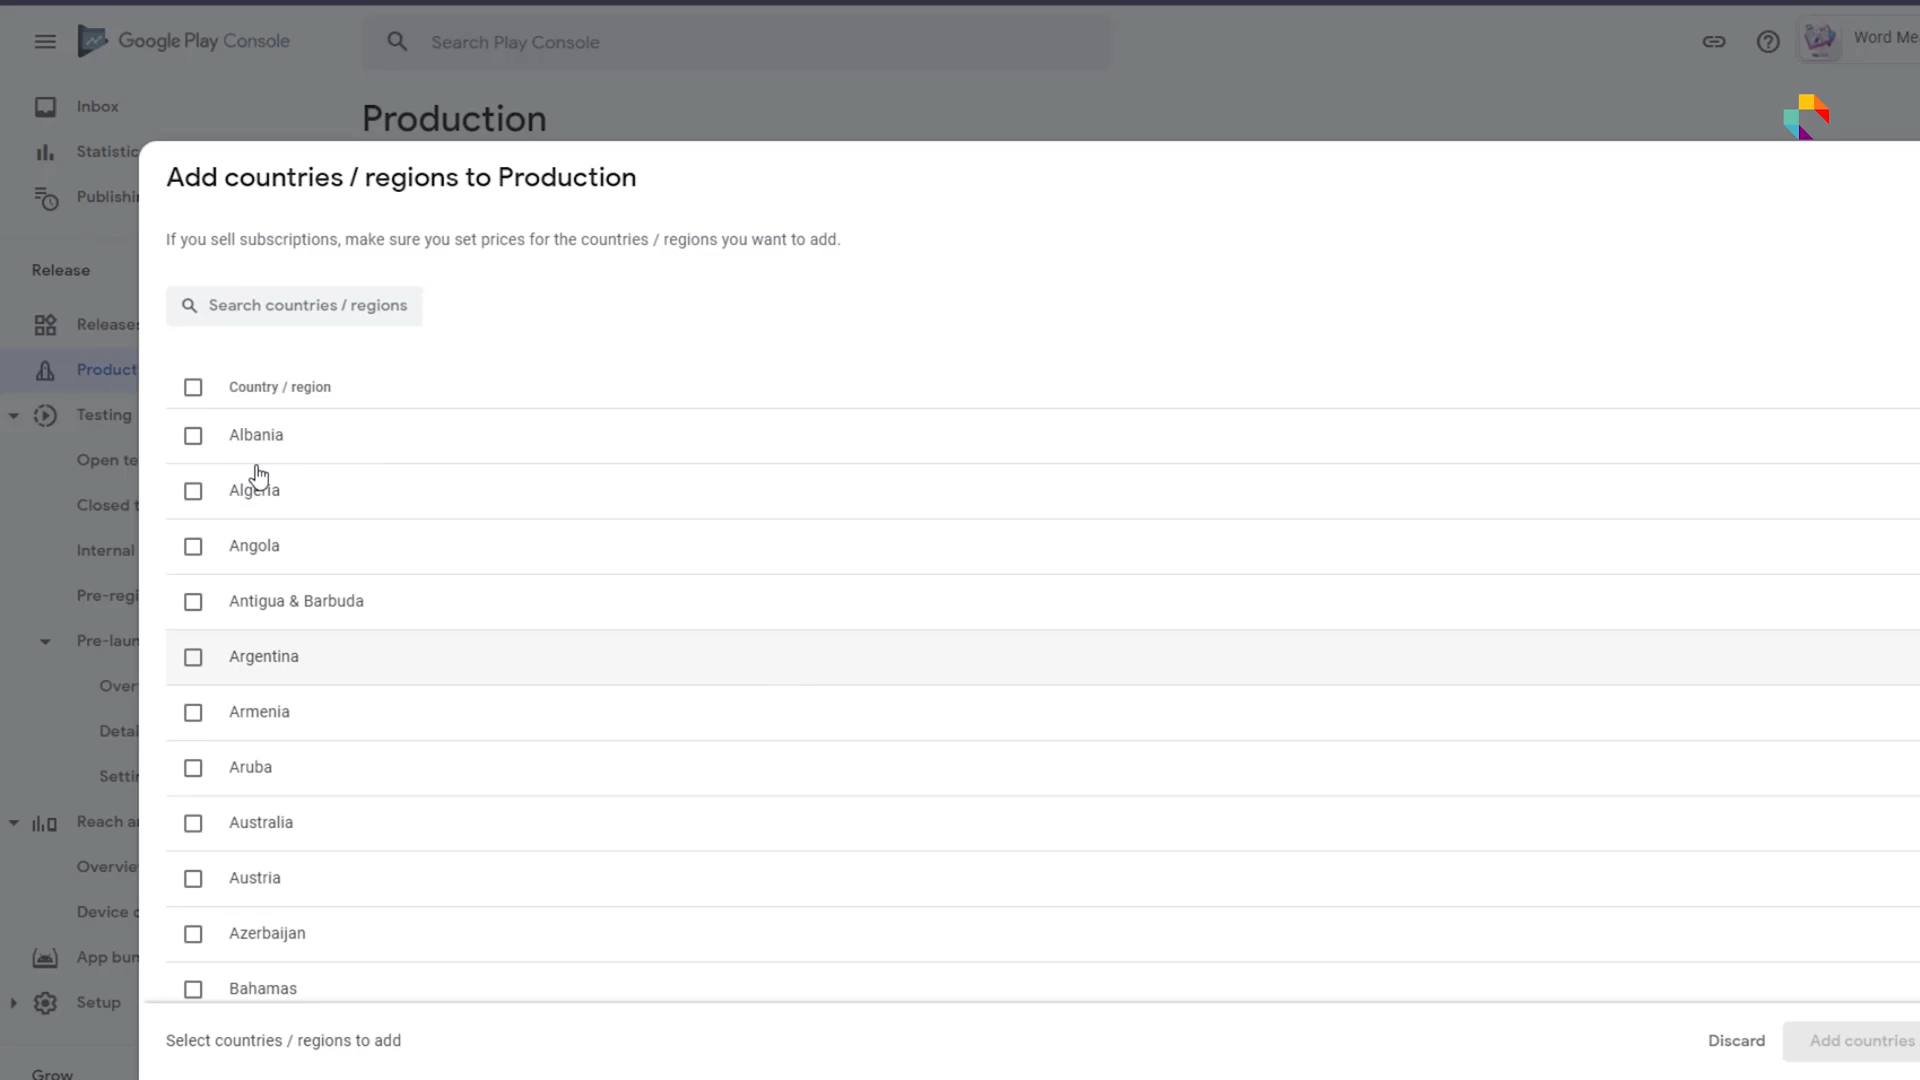 Google Play Console
Search Play Console
Word Me
Inbox
Production
Statistic
Publishi
Add countries / regions to Production
If you sell subscriptions, make sure you set prices for the countries / regions you want to add.
Release
Search countries / regions
Releases
Product
Country / region
Testing
Albania
Open te
Algeria
Closed t
Angola
Internal
Pre-regi
Antigua & Barbuda
Pre-laun
Argentina
Over
Armenia
Detai
Aruba
Settin
Reach an
Australia
Overvie
Austria
Device c
Azerbaijan
App bun
Bahamas
Setup
Select countries / regions to add
Discard
Add countries
Grow